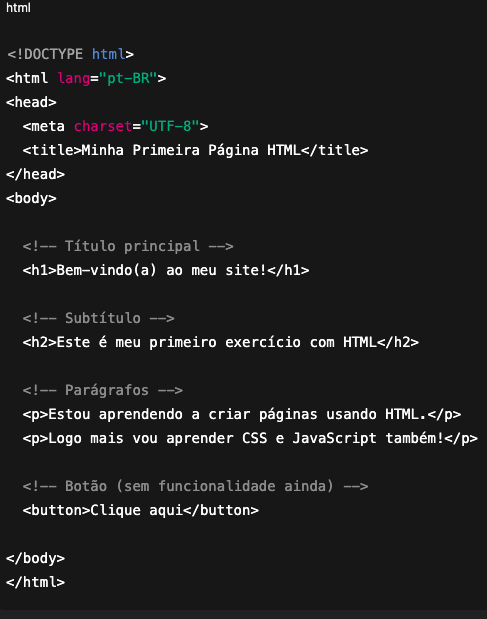 html
<!DOCTYPE html>
<html lang="pt-BR">
<head>
<meta charset="UTF-8">
<title>Minha Primeira Página HTML</title>
</head>
<body>
<!-- Título principal -->
<h1>Bem-vindo(a) ao meu site!</h1>
<!-- Subtítulo -->
<h2>Este é meu primeiro exercício com HTML</h2>
<!-- Parágrafos -->
<p>Estou aprendendo a criar páginas usando HTML.</p>
<p>Logo mais vou aprender CSS e JavaScript também!</p>
<!-- Botão (sem funcionalidade ainda) -->
<button>Clique aqui</button>
</body>
</html>